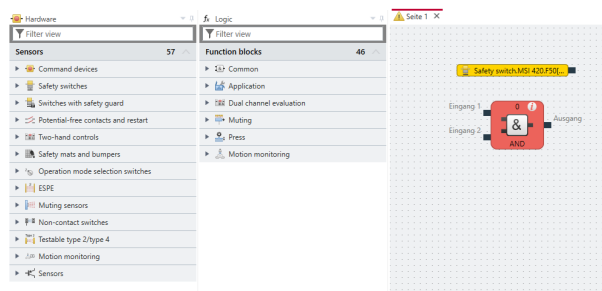 Hardware
Filter view
Sensors 57
Command devices
Safety switches
Switches with safety guard
Potential-free contacts and restart
Two-hand controls
Safety mats and bumpers
Operation mode selection switches
ESPE
Muting sensors
Non-contact switches
Testable type 2/type 4
Motion monitoring
Sensors
fx Logic
Filter view
Function blocks 46
Common
Application
Dual channel evaluation
Muting
Press
Motion monitoring
Seite 1
Safety switch.MSI 420.F50[...
Eingang 1
Eingang 2
0 i
&
AND
Ausgang